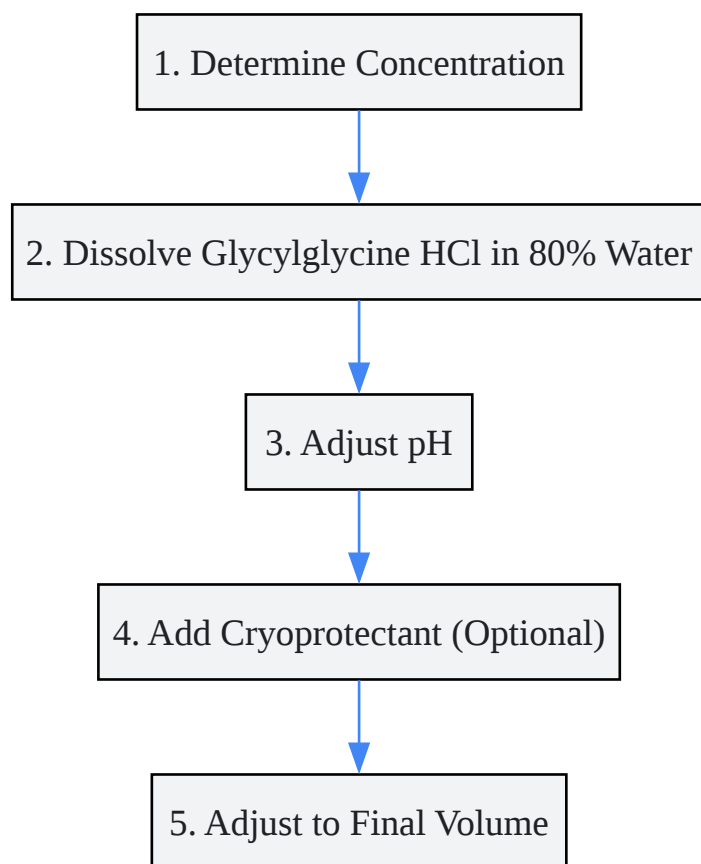 1. Determine Concentration
2. Dissolve Glycylglycine HCl in 80% Water
3. Adjust pH
4. Add Cryoprotectant (Optional)
5. Adjust to Final Volume